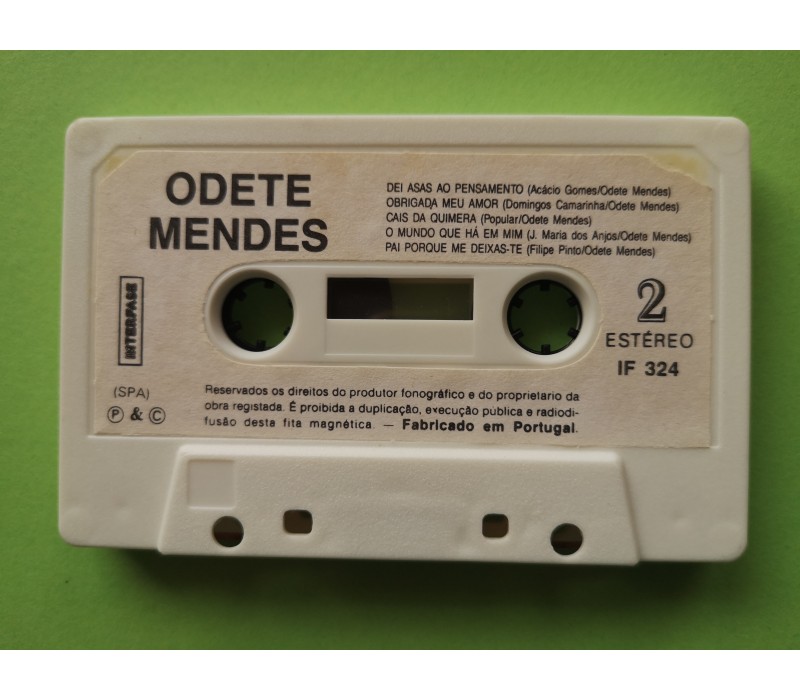 ODETE
MENDES
DEI ASAS AO PENSAMENTO (Acácio Gomes/Odete Mendes)
OBRIGADA MEU AMOR (Domingos Camarinha/Odete Mendes)
CAIS DA QUIMERA (Popular/Odete Mendes)
O MUNDO QUE HÁ EM MIM (J. Maria dos Anjos/Odete Mendes)
PAI PORQUE ME DEIXAS-TE (Filipe Pinto/Odete Mendes)
INTERFASE
2
ESTÉREO
IF 324
(SPA)
Ⓟ & ©
Reservados os direitos do produtor fonográfico e do proprietario da
obra registada. É proibida a duplicação, execução pública e radiodi-
fusão desta fita magnética. — Fabricado em Portugal.